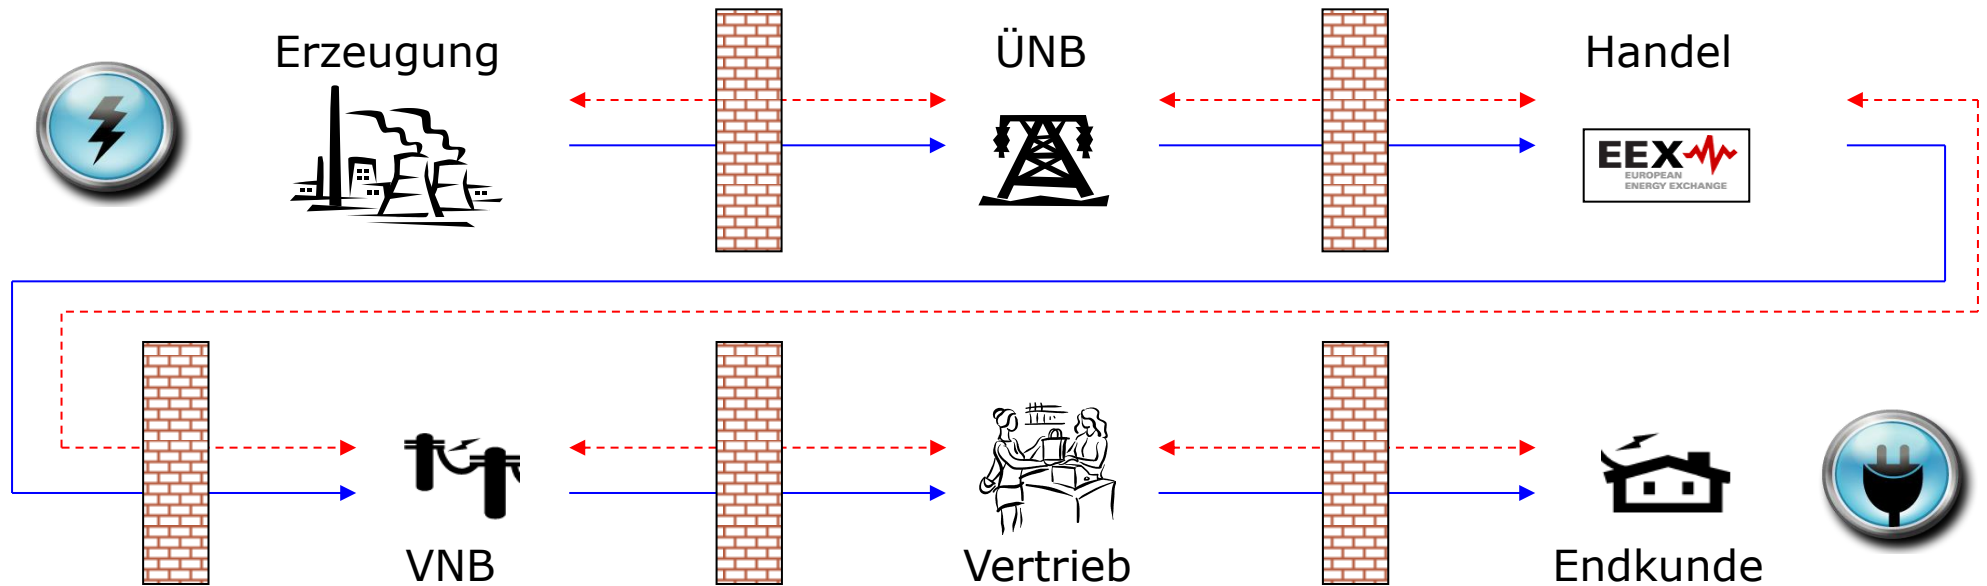 Erzeugung
ÜNB
Handel
EEX
EUROPEAN
ENERGY EXCHANGE
VNB
Vertrieb
Endkunde